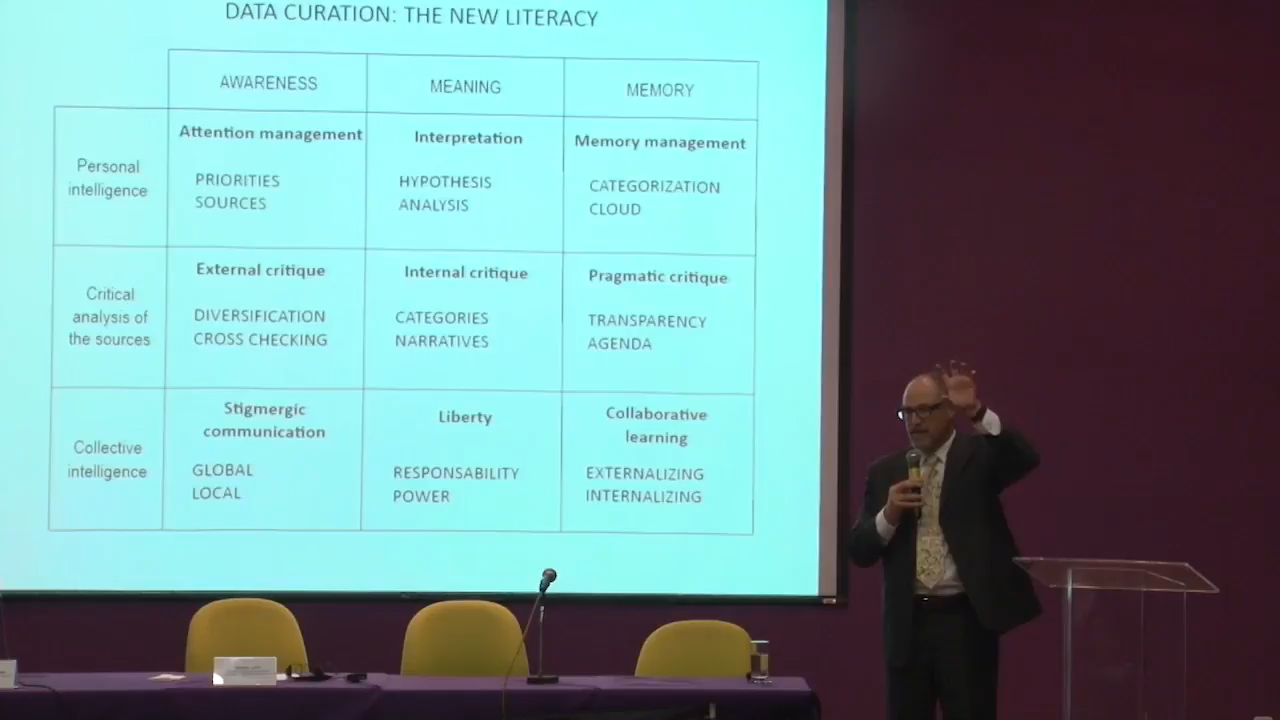 DATA CURATION: THE NEW LITERACY
AWARENESS
MEANING
MEMORY
Personal
intelligence
Attention management
PRIORITIES
SOURCES
Interpretation
HYPOTHESIS
ANALYSIS
Memory management
CATEGORIZATION
CLOUD
Critical
analysis of
the sources
External critique
DIVERSIFICATION
CROSS CHECKING
Internal critique
CATEGORIES
NARRATIVES
Pragmatic critique
TRANSPARENCY
AGENDA
Collective
intelligence
Stigmergic
communication
GLOBAL
LOCAL
Liberty
RESPONSABILITY
POWER
Collaborative
learning
EXTERNALIZING
INTERNALIZING